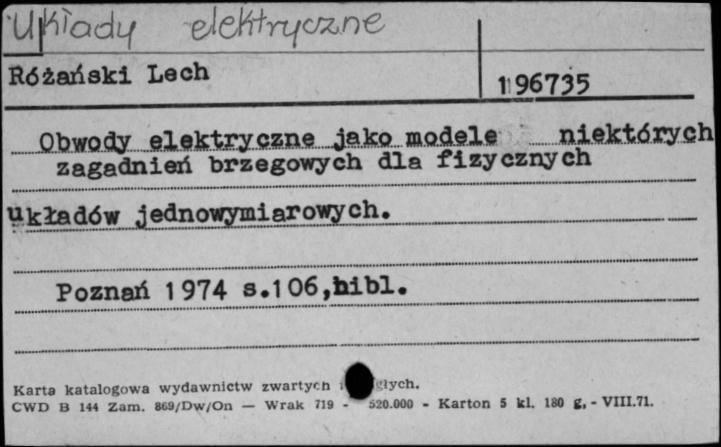 Układy elektryczne
Różański Lech
196735
Obwody elektryczne jako modele niektórych
zagadnień brzegowych dla fizycznych
układów jednowymiarowych.
Poznań 1974 s.106,bibl.
Karta katalogowa wydawnictw zwartych i głych.
CWD B 144 Zam. 869/Dw/On — Wrak 719 - 520.000 - Karton 5 kl. 180 g. - VIII.71.